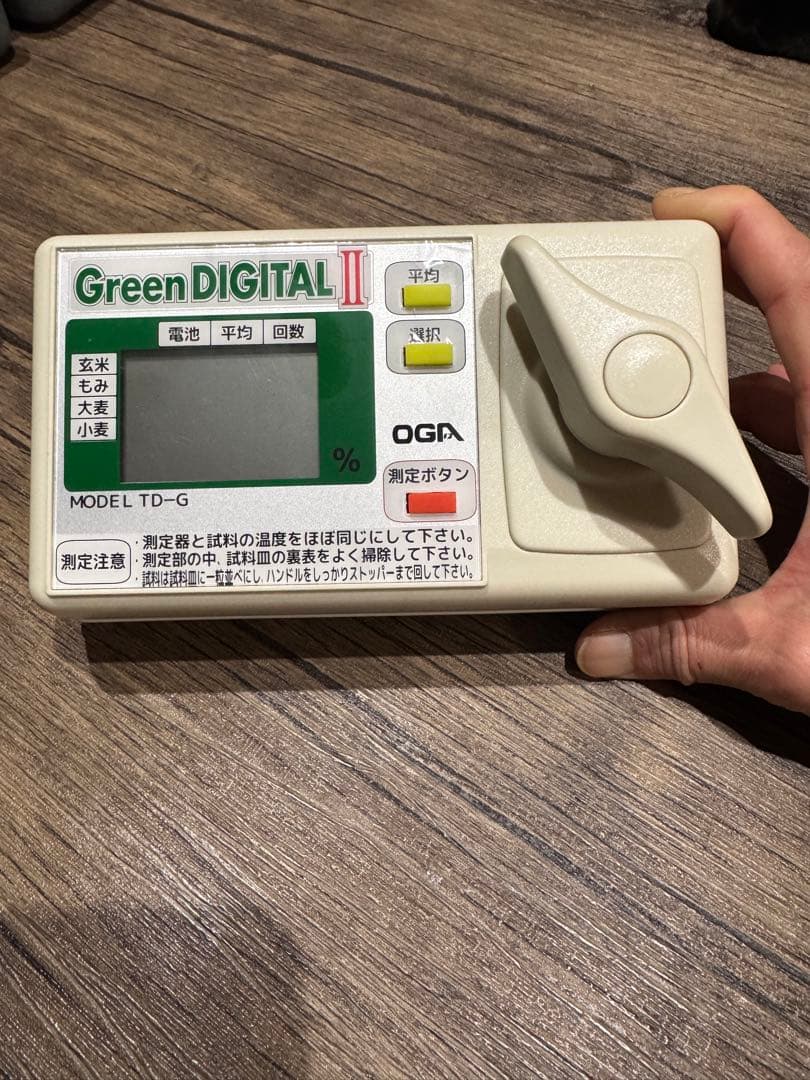 Green DIGITAL II
平均
電池 平均 回数
選択
玄米
もみ
大麦
小麦
%
OGA
測定ボタン
MODEL TD-G
測定注意
・測定器と試料の温度をほぼ同じにして下さい。
・測定部の中、試料皿の裏表をよく掃除して下さい。
・試料は試料皿に一粒並べにし、ハンドルをしっかりストッパーまで回して下さい。